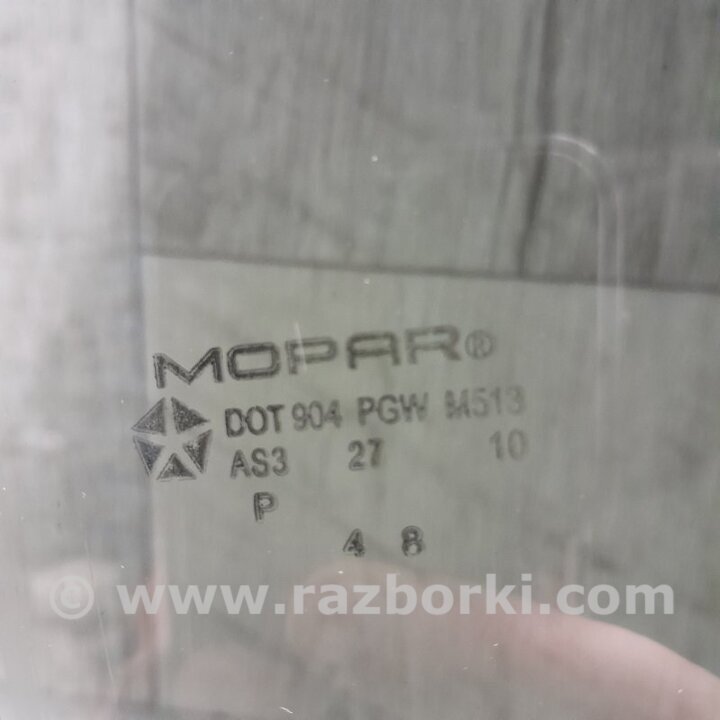 MOPAR®
DOT 904 PGW M513
AS3 27 10
P
4 8
© www.razborki.com